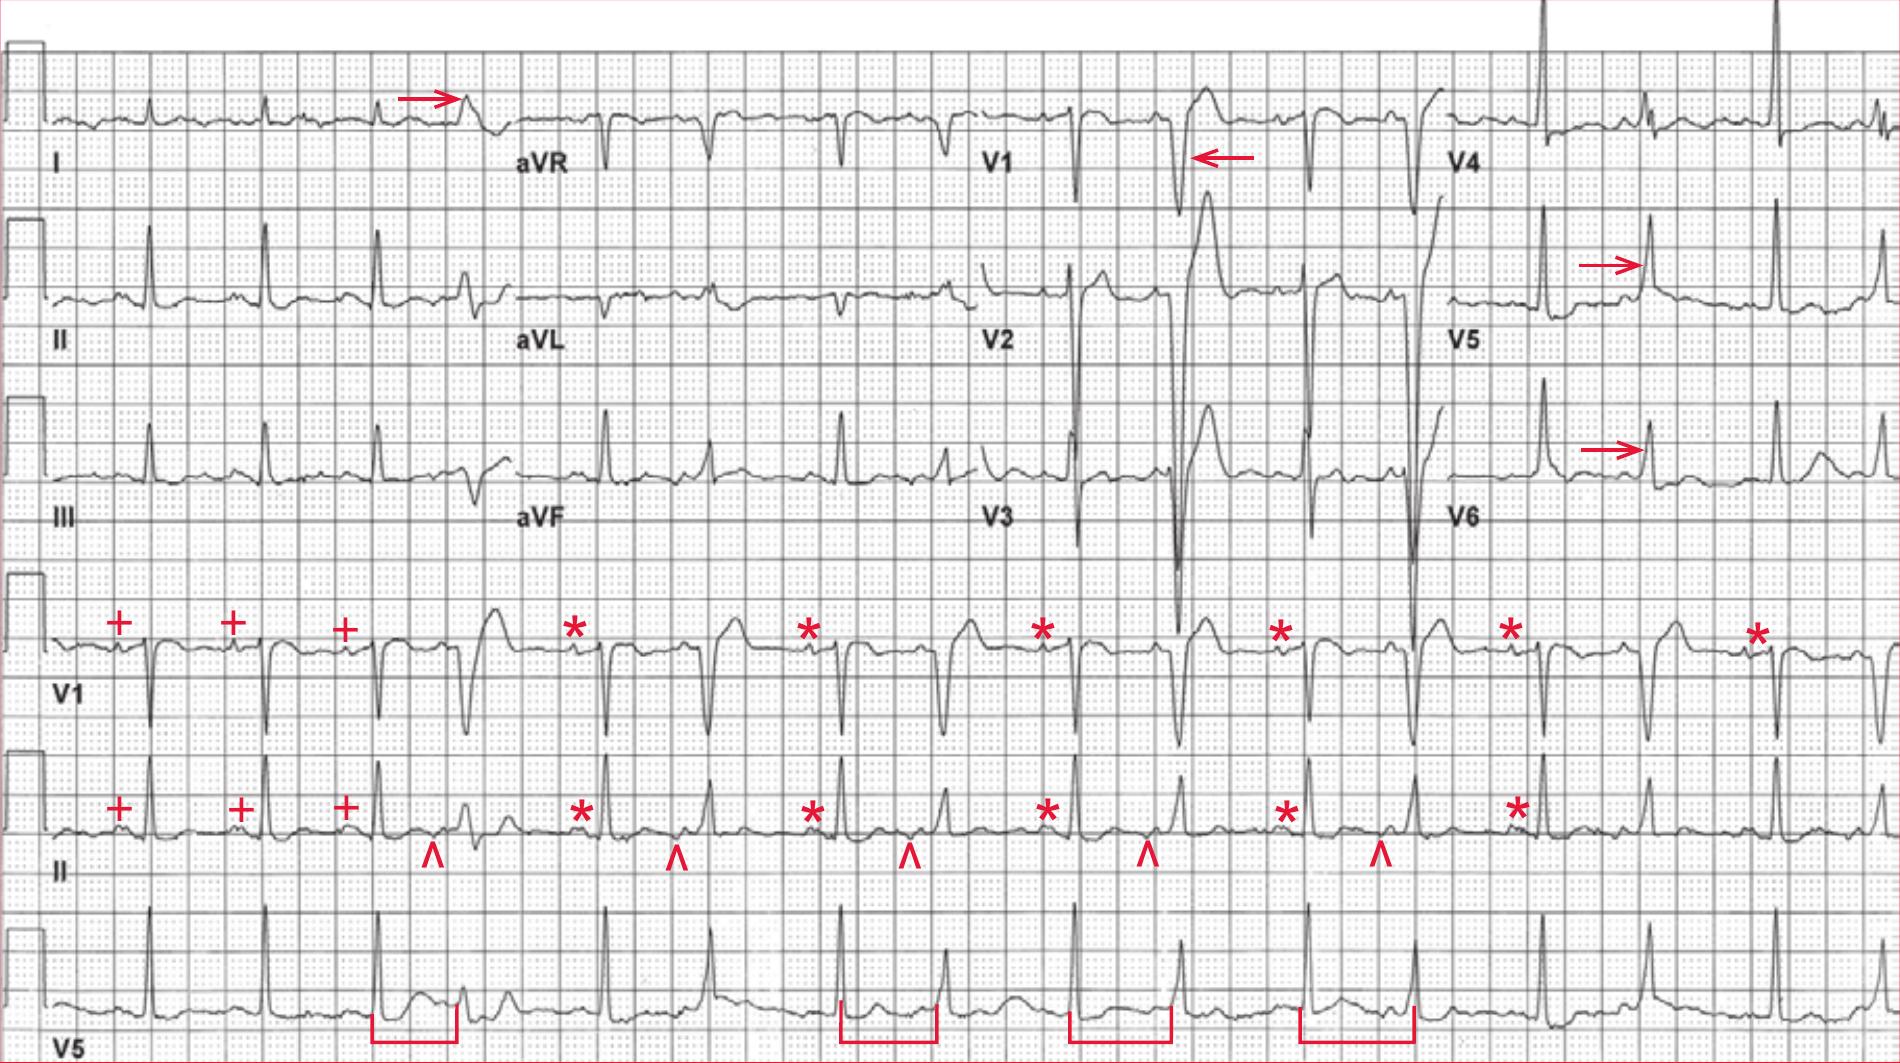 I aVR V1 V4
II aVL V2 V5
III aVF V3 V6
+ + + * * * * * *
V1
+ + + * * * * *
^ ^ ^ ^ ^
II
V5